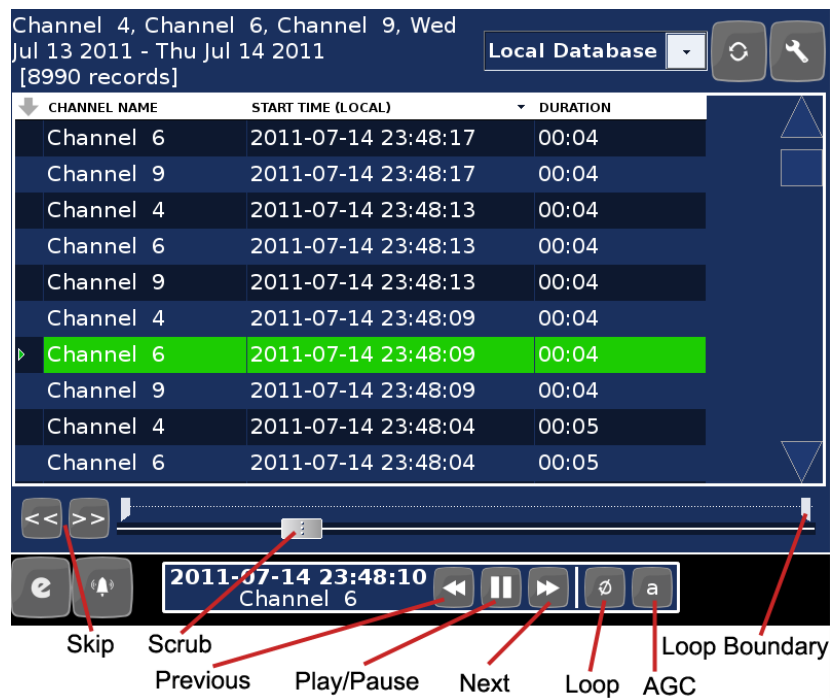 Channel 4, Channel 6, Channel 9, Wed
Jul 13 2011 - Thu Jul 14 2011
[8990 records]
Local Database
CHANNEL NAME START TIME (LOCAL) DURATION
Channel 6 2011-07-14 23:48:17 00:04
Channel 9 2011-07-14 23:48:17 00:04
Channel 4 2011-07-14 23:48:13 00:04
Channel 6 2011-07-14 23:48:13 00:04
Channel 9 2011-07-14 23:48:13 00:04
Channel 4 2011-07-14 23:48:09 00:04
Channel 6 2011-07-14 23:48:09 00:04
Channel 9 2011-07-14 23:48:09 00:04
Channel 4 2011-07-14 23:48:04 00:05
Channel 6 2011-07-14 23:48:04 00:05
<< >>
e 2011-07-14 23:48:10 ø a
Channel 6
Skip Scrub Loop Boundary
Previous Play/Pause Next Loop AGC